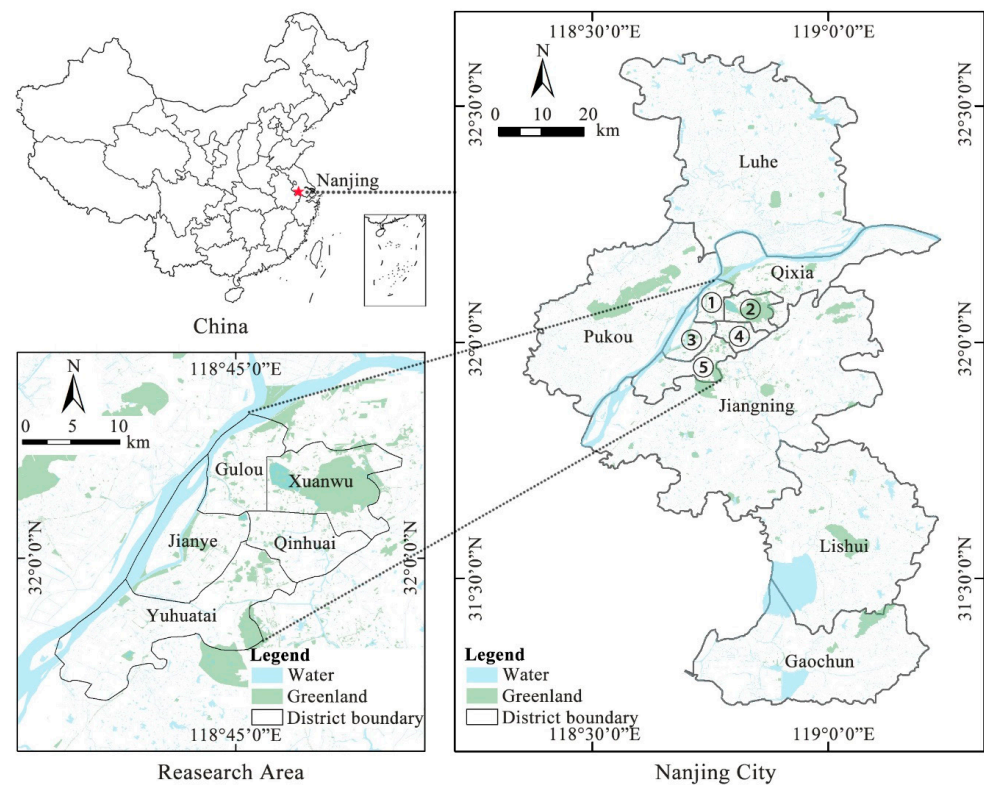 Nanjing
China
N
0 5 10
km
118°45′0″E
32°0′0″N
32°0′0″N
Gulou
Xuanwu
Jianye
Qinhuai
Yuhuatai
Legend
Water
Greenland
District boundary
118°45′0″E
Reasearch Area
118°30′0″E
119°0′0″E
N
0 10 20
km
32°30′0″N
32°30′0″N
Luhe
Qixia
①
②
Pukou
③
④
32°0′0″N
32°0′0″N
⑤
Jiangning
Lishui
31°30′0″N
31°30′0″N
Gaochun
Legend
Water
Greenland
District boundary
118°30′0″E
119°0′0″E
Nanjing City